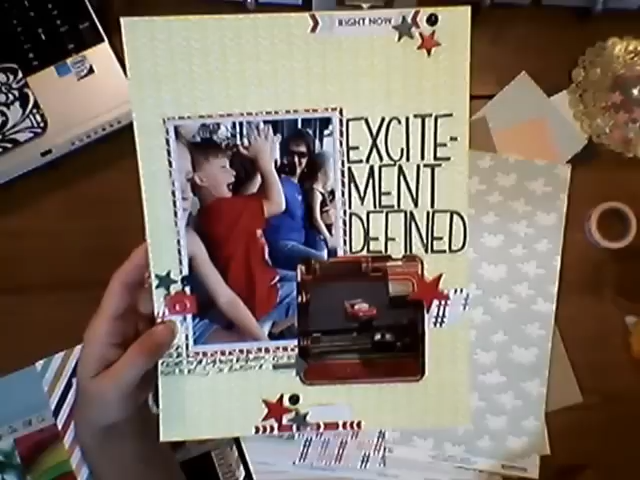 RIGHT NOW
EXCITE-
MENT
DEFINED
# #
#